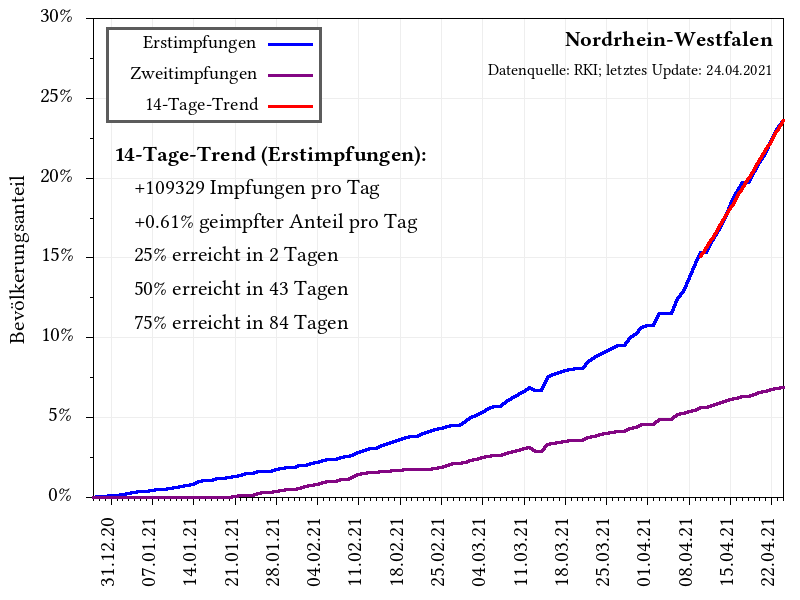 30%
25%
20%
15%
10%
5%
0%
Bevölkerungsanteil
Erstimpfungen
Zweitimpfungen
14-Tage-Trend
Nordrhein-Westfalen
Datenquelle: RKI; letztes Update: 24.04.2021
14-Tage-Trend (Erstimpfungen):
+109329 Impfungen pro Tag
+0.61% geimpfter Anteil pro Tag
25% erreicht in 2 Tagen
50% erreicht in 43 Tagen
75% erreicht in 84 Tagen
31.12.20
07.01.21
14.01.21
21.01.21
28.01.21
04.02.21
11.02.21
18.02.21
25.02.21
04.03.21
11.03.21
18.03.21
25.03.21
01.04.21
08.04.21
15.04.21
22.04.21